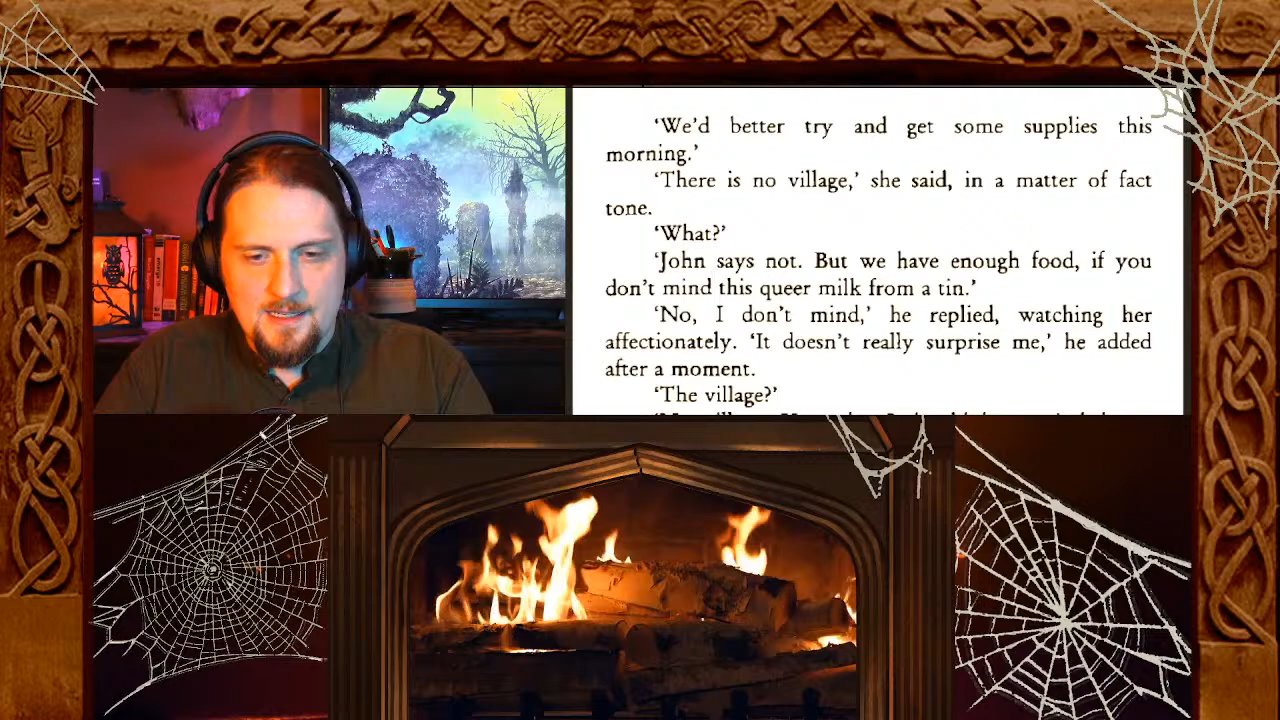 ‘We’d better try and get some supplies this
morning.’
‘There is no village,’ she said, in a matter of fact
tone.
‘What?’
‘John says not. But we have enough food, if you
don’t mind this queer milk from a tin.’
‘No, I don’t mind,’ he replied, watching her
affectionately. ‘It doesn’t really surprise me,’ he added
after a moment.
‘The village?’